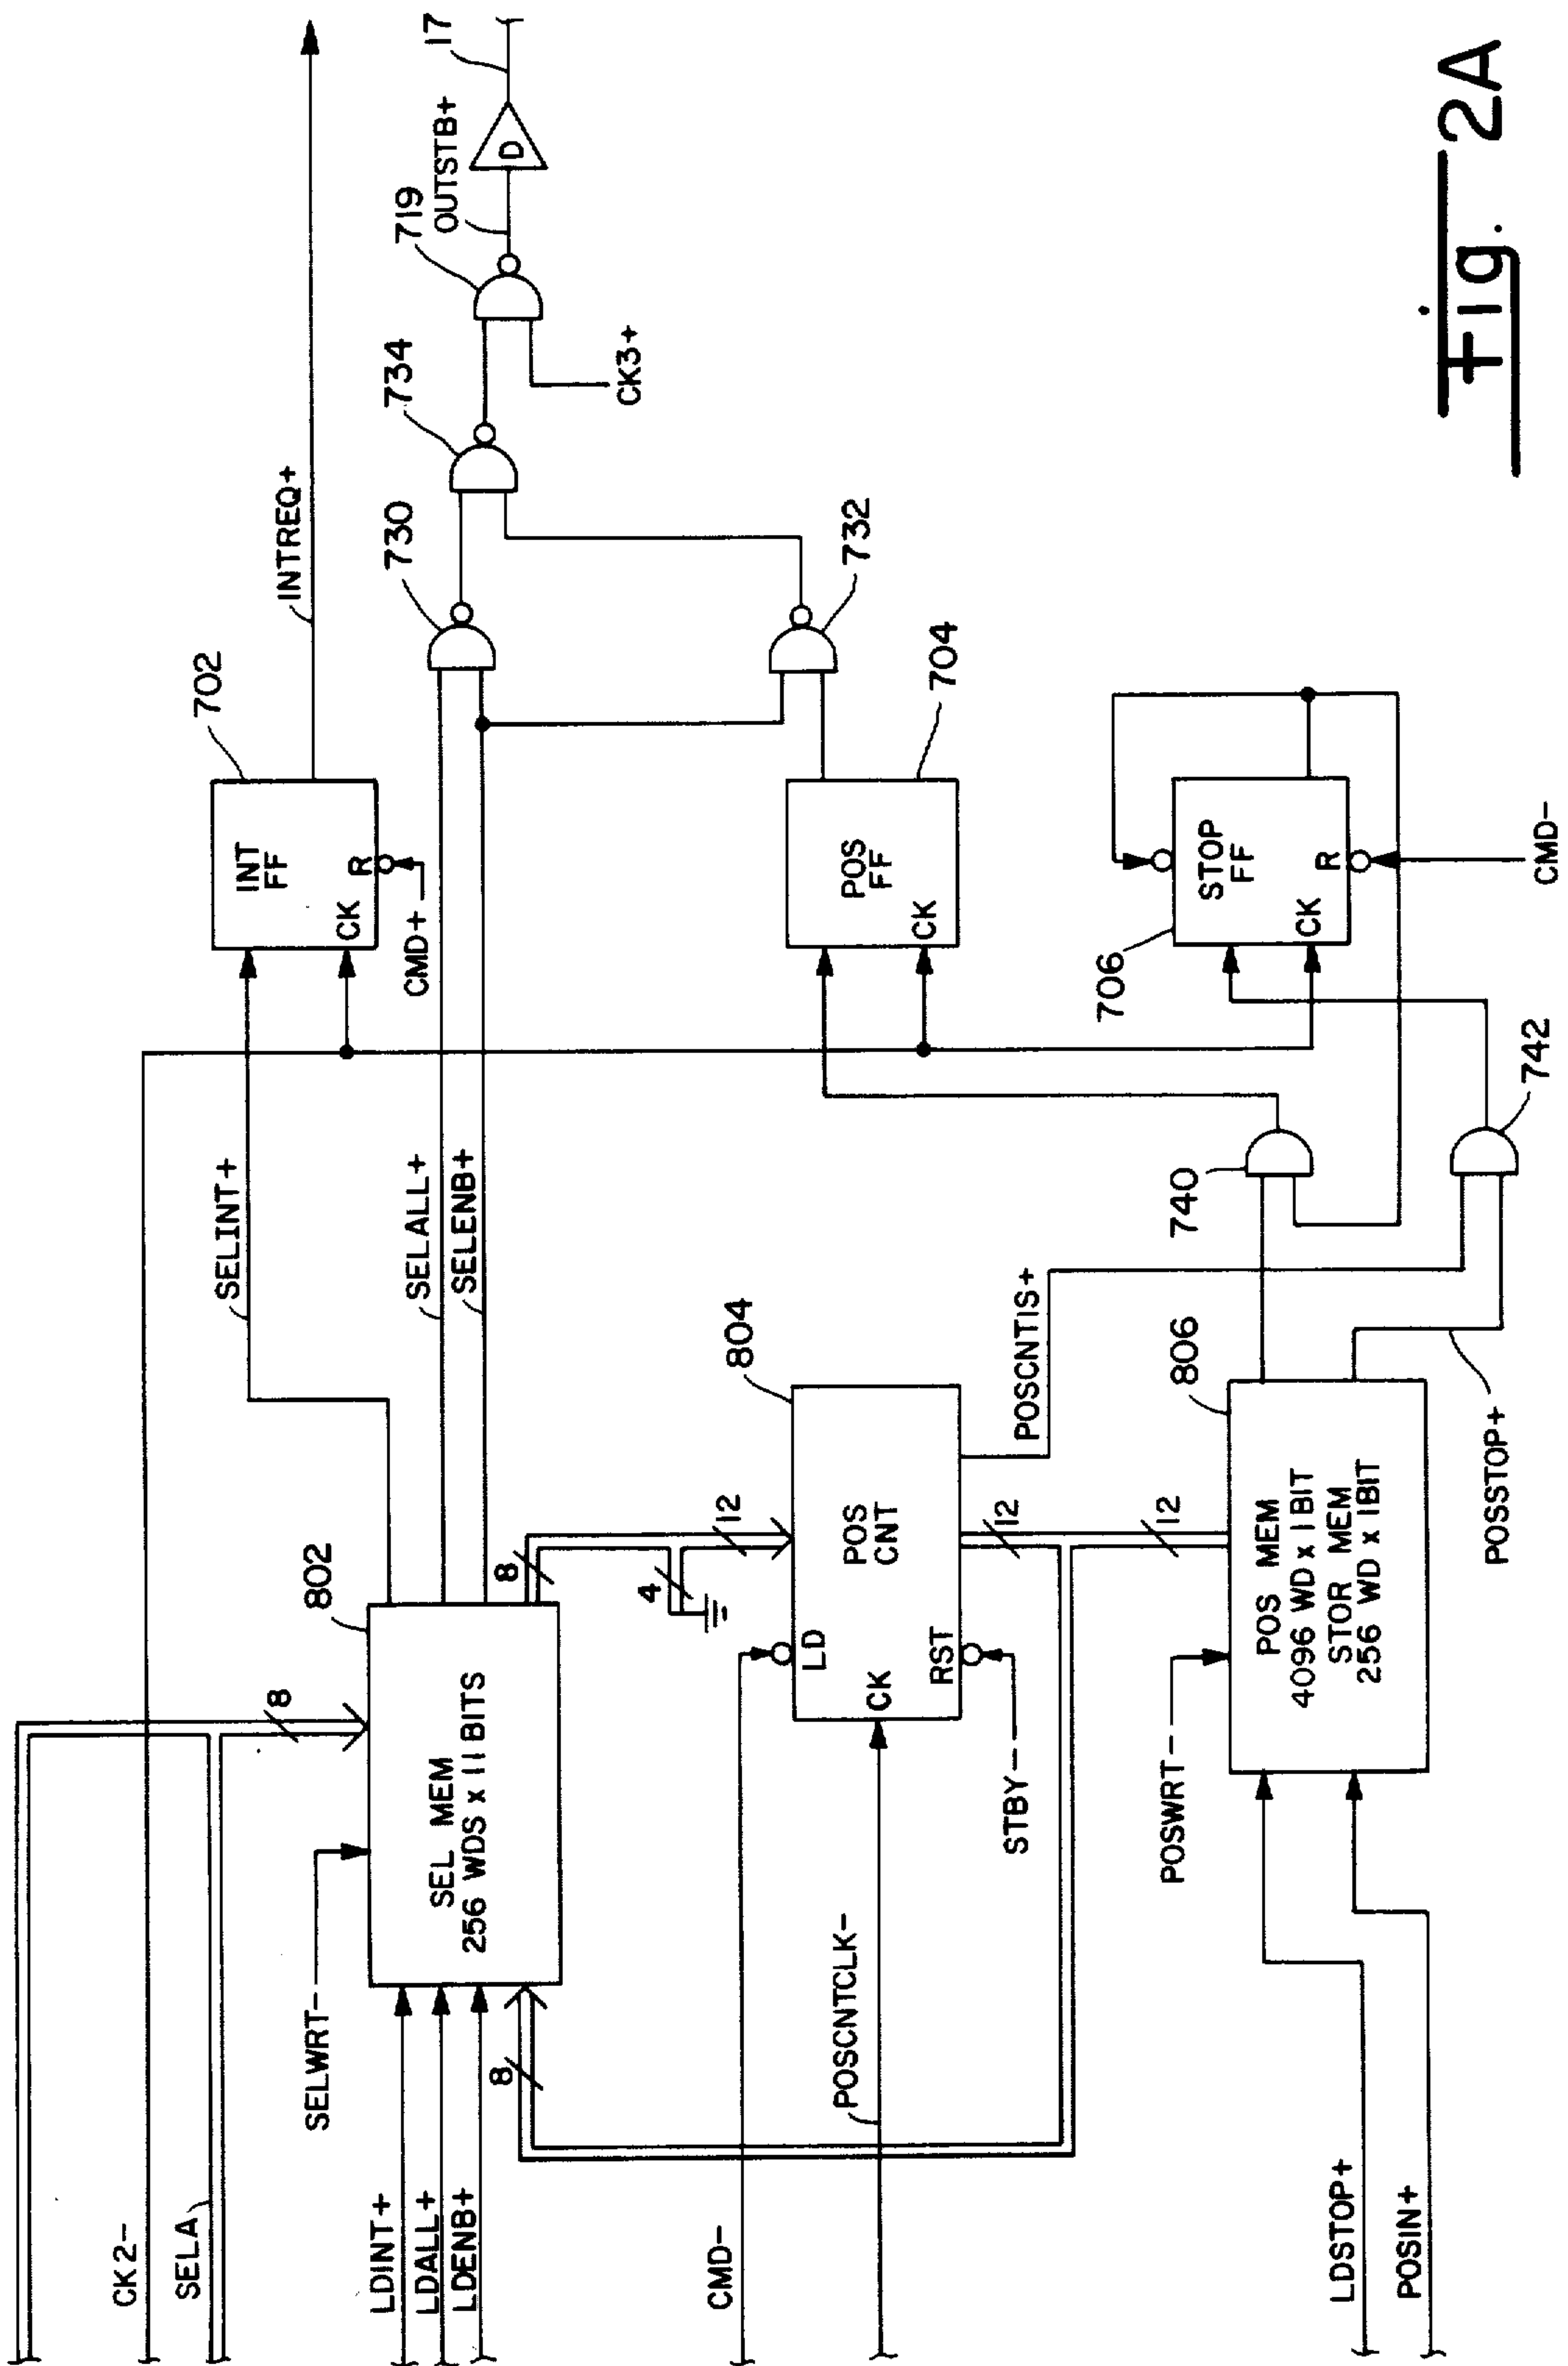 CK2-
SELA
LDINT+
LDALL+
LDENB+
SELWRT-
8
SEL MEM
256 WDS x 11 BITS
802
8
8
4
12
SELINT+
SELALL+
SELENB+
INT
FF
CK
R
702
CMD+
INTREQ+
730
734
719
OUTSTB+
D
17
CK3+
732
POS
FF
CK
704
CMD-
POSCNTCLK-
LD
CK
RST
POS
CNT
804
STBY-
12
12
POSCNTIS+
STOP
FF
CK
R
706
CMD-
740
742
LDSTOP+
POSIN+
POSWRT-
POS MEM
4096 WD x 1 BIT
STOR MEM
256 WD x 1BIT
806
POSSTOP+
Fig. 2A